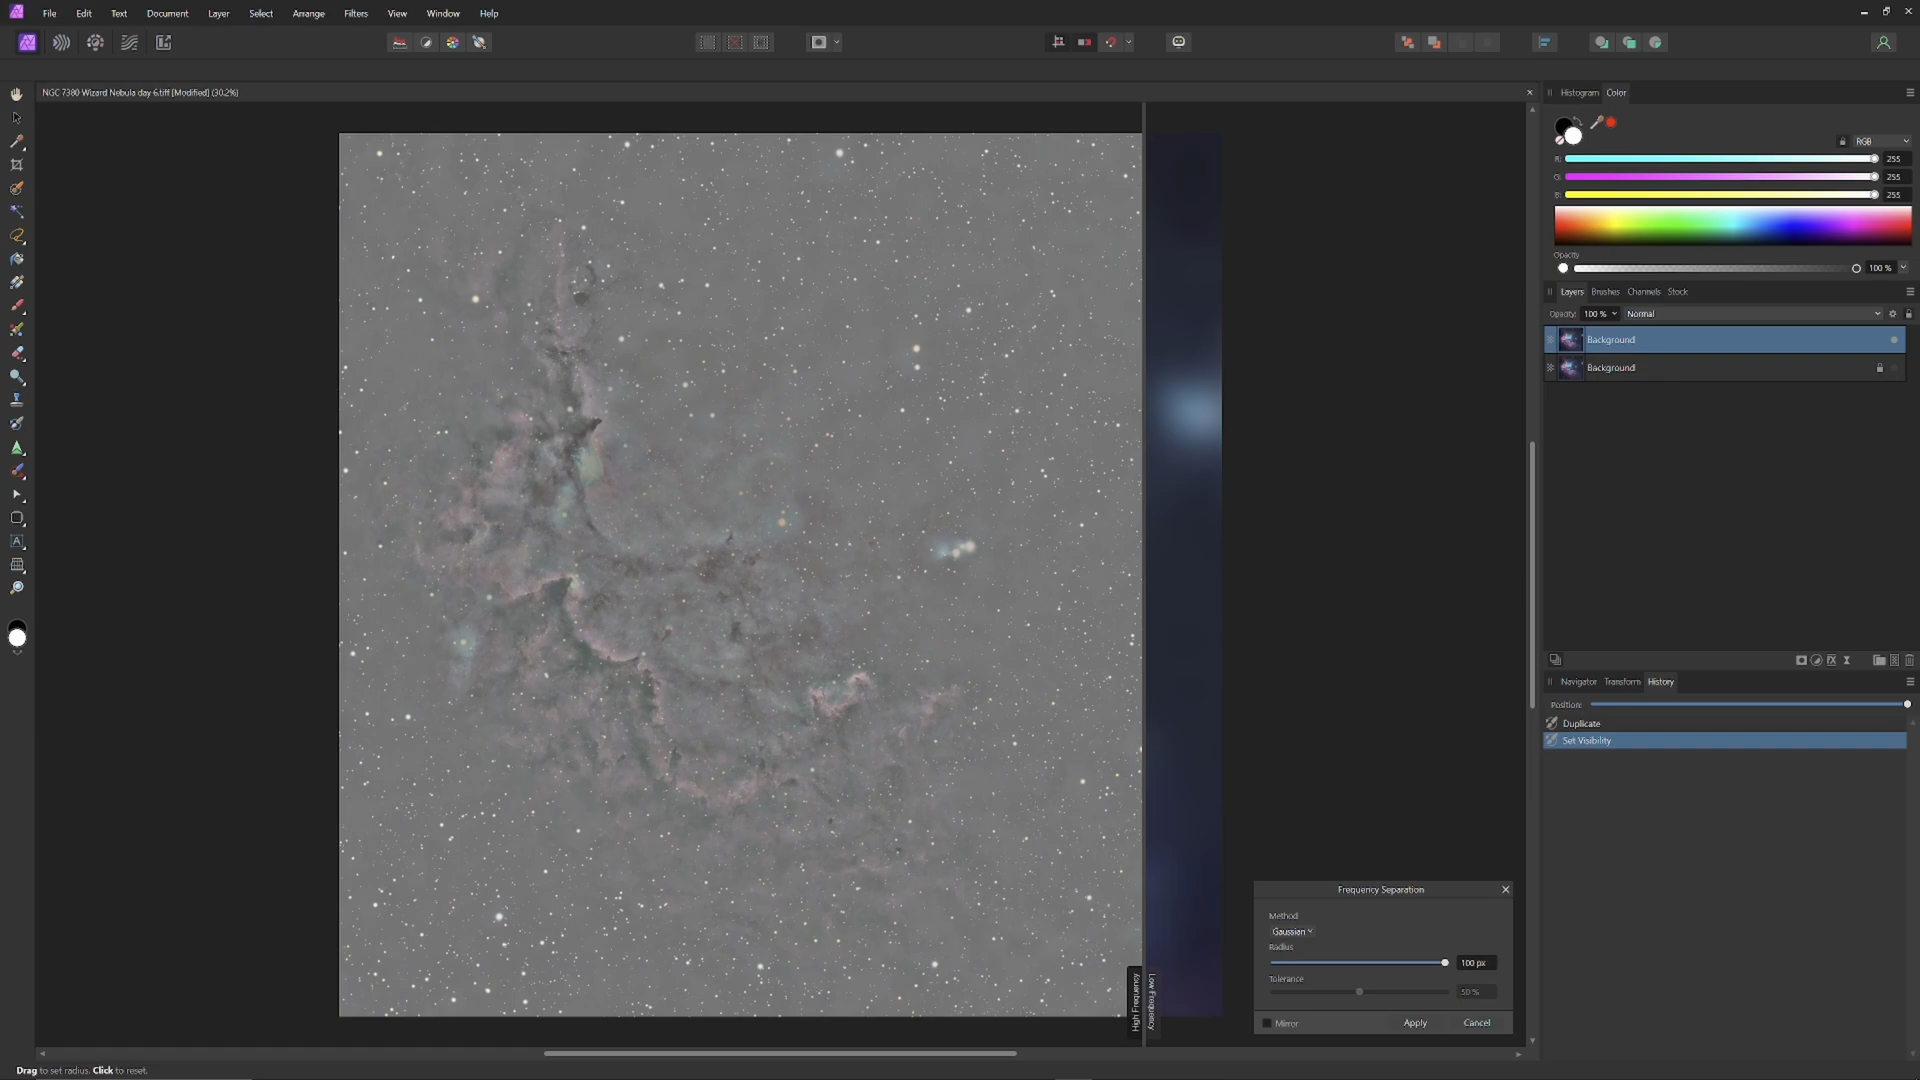 File Edit Text Document Layer Select Arrange Filters View Window Help
NGC 7380 Wizard Nebula day 6.tiff [Modified] (30.2%)
Histogram Color
RGB
R: 255
G: 255
B: 255
Opacity
100 %
Layers Brushes Channels Stock
Opacity: 100 % Normal
Background
Background
Navigator Transform History
Position:
Duplicate
Set Visibility
High Frequency
Low Frequency
Frequency Separation
Method
Gaussian
Radius
100 px
Tolerance
50 %
Mirror Apply Cancel
Drag to set radius. Click to reset.